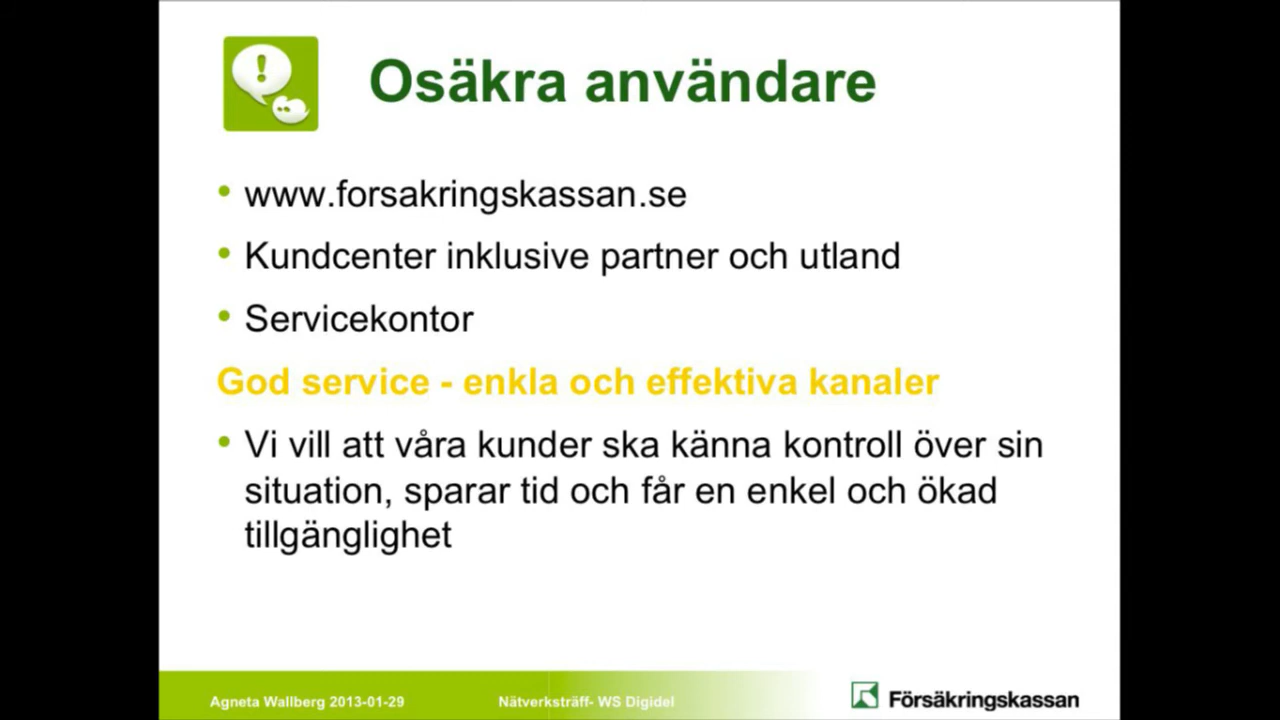 Osäkra användare
• www.forsakringskassan.se
• Kundcenter inklusive partner och utland
• Servicekontor
God service - enkla och effektiva kanaler
• Vi vill att våra kunder ska känna kontroll över sin
situation, sparar tid och får en enkel och ökad
tillgänglighet
Agneta Wallberg 2013-01-29
Nätverksträff- WS Digidel
Försäkringskassan